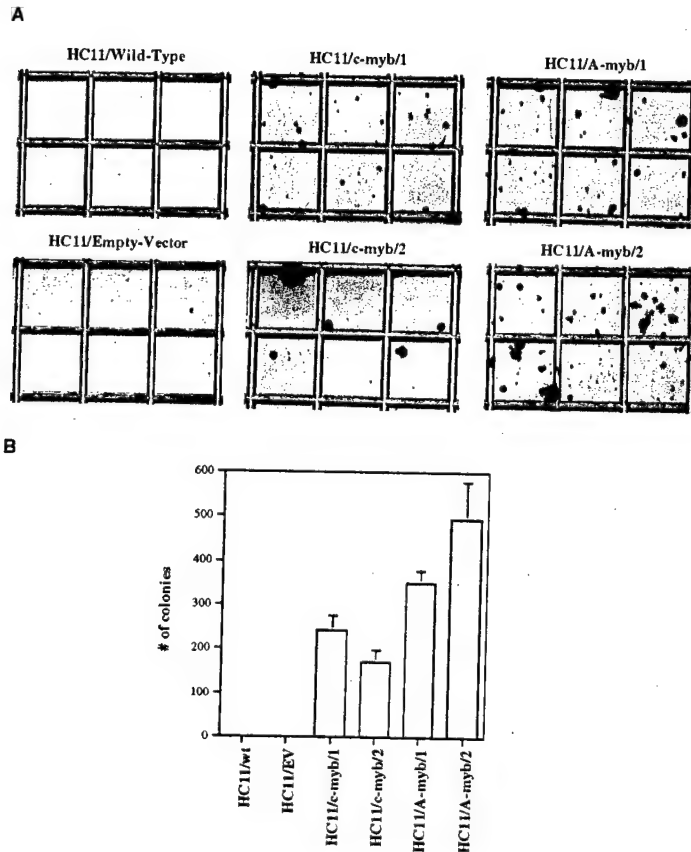 A
HC11/Wild-Type
HC11/c-myb/1
HC11/A-myb/1
HC11/Empty-Vector
HC11/c-myb/2
HC11/A-myb/2
B
600
500
400
300
200
100
0
# of colonies
HC11/wt
HC11/EV
HC11/c-myb/1
HC11/c-myb/2
HC11/A-myb/1
HC11/A-myb/2